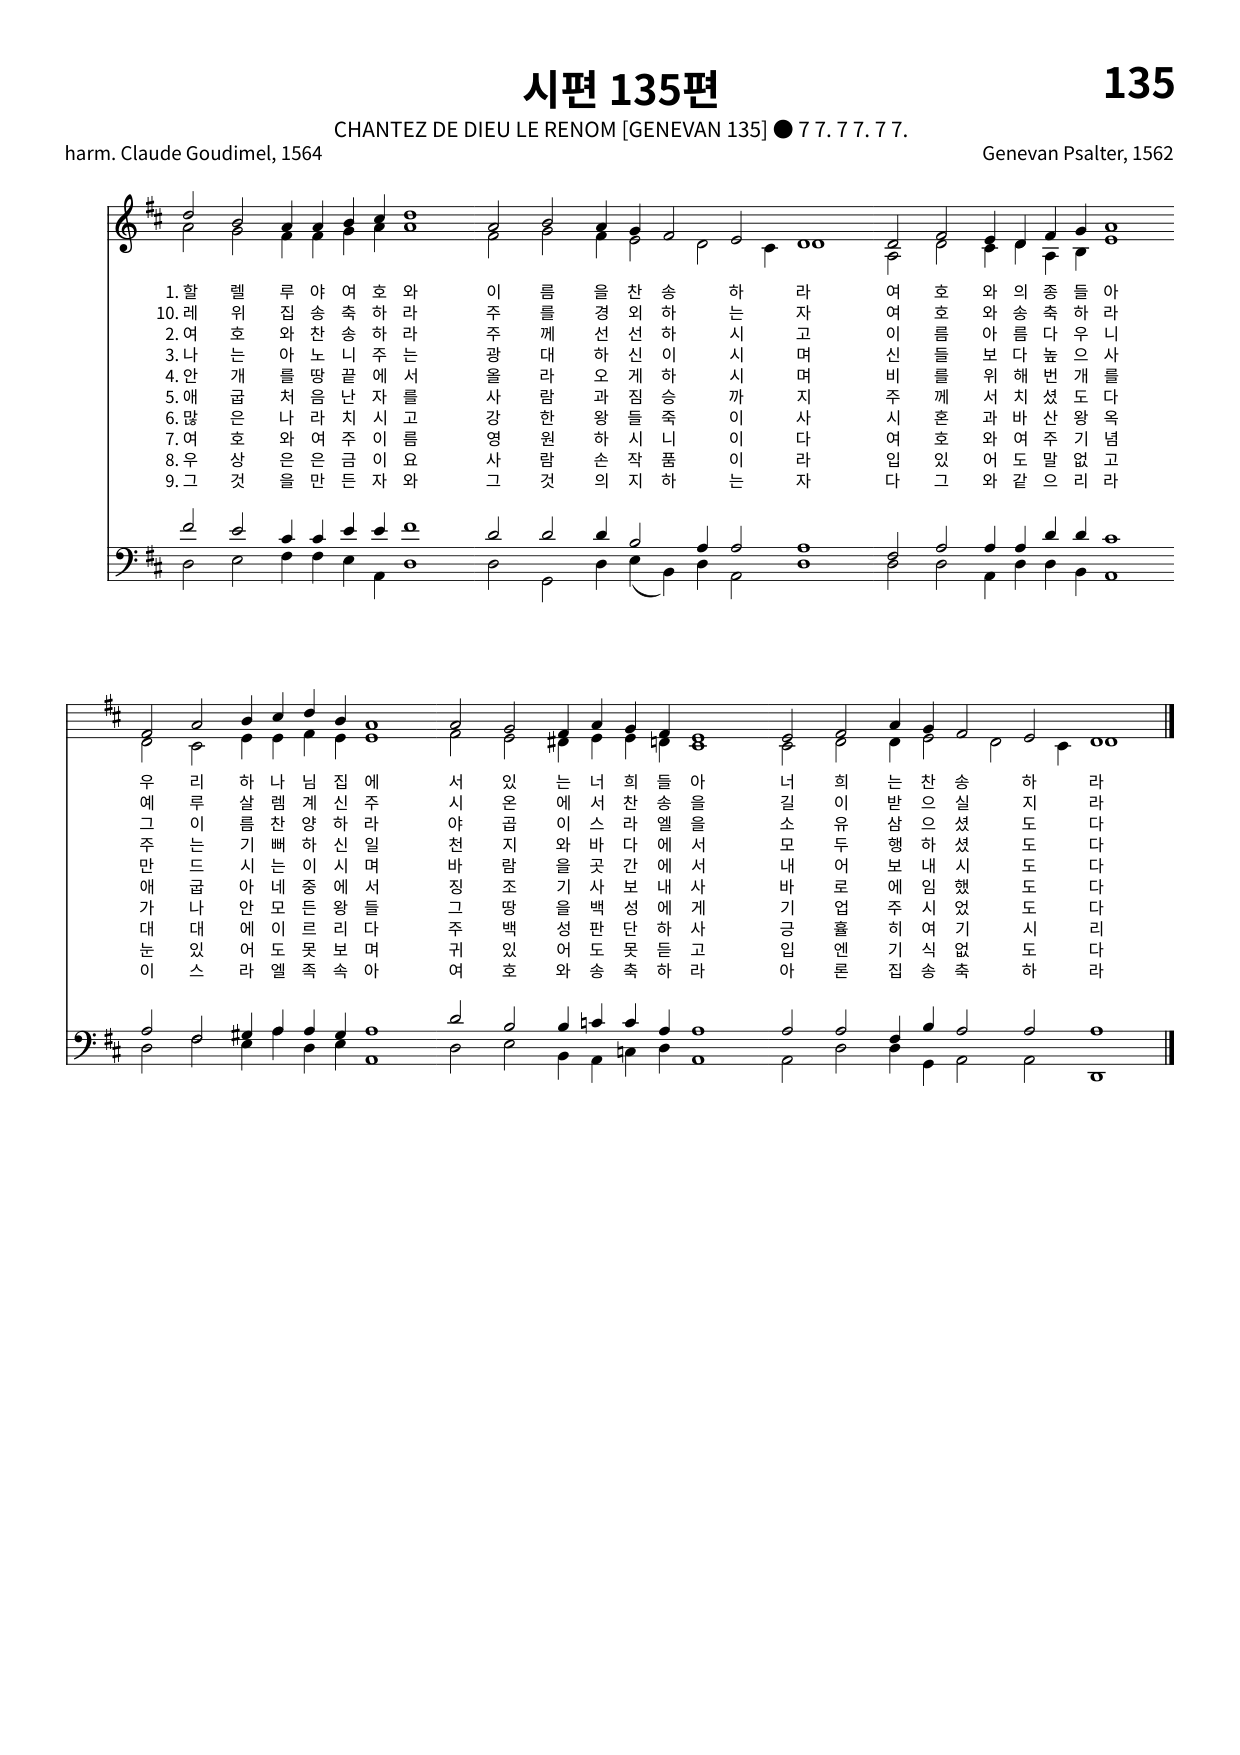 시편 135편
135
CHANTEZ DE DIEU LE RENOM [GENEVAN 135] ● 7 7. 7 7. 7 7.
harm. Claude Goudimel, 1564
Genevan Psalter, 1562
1. 할 렐 루 야 여 호 와 이 름 을 찬 송 하 라 여 호 와 의 종 들 아
10. 레 위 집 송 축 하 라 주 를 경 외 하 는 자 여 호 와 송 축 하 라
2. 여 호 와 찬 송 하 라 주 께 선 선 하 시 고 이 름 아 름 다 우 니
3. 나 는 아 노 니 주 는 광 대 하 신 이 시 며 신 들 보 다 높 으 사
4. 안 개 를 땅 끝 에 서 올 라 오 게 하 시 며 비 를 위 해 번 개 를
5. 애 굽 처 음 난 자 를 사 람 과 짐 승 까 지 주 께 서 치 셨 도 다
6. 많 은 나 라 치 시 고 강 한 왕 들 죽 이 사 시 혼 과 바 산 왕 옥
7. 여 호 와 여 주 이 름 영 원 하 시 니 이 다 여 호 와 여 주 기 념
8. 우 상 은 은 금 이 요 사 람 손 작 품 이 라 입 있 어 도 말 없 고
9. 그 것 을 만 든 자 와 그 것 의 지 하 는 자 다 그 와 같 으 리 라
우 리 하 나 님 집 에 서 있 는 너 희 들 아 너 희 는 찬 송 하 라
예 루 살 렘 계 신 주 시 온 에 서 찬 송 을 길 이 받 으 실 지 라
그 이 름 찬 양 하 라 야 곱 이 스 라 엘 을 소 유 삼 으 셨 도 다
주 는 기 뻐 하 신 일 천 지 와 바 다 에 서 모 두 행 하 셨 도 다
만 드 시 는 이 시 며 바 람 을 곳 간 에 서 내 어 보 내 시 도 다
애 굽 아 네 중 에 서 징 조 기 사 보 내 사 바 로 에 임 했 도 다
가 나 안 모 든 왕 들 그 땅 을 백 성 에 게 기 업 주 시 었 도 다
대 대 에 이 르 리 다 주 백 성 판 단 하 사 긍 휼 히 여 기 시 리
눈 있 어 도 못 보 며 귀 있 어 도 못 듣 고 입 엔 기 식 없 도 다
이 스 라 엘 족 속 아 여 호 와 송 축 하 라 아 론 집 송 축 하 라